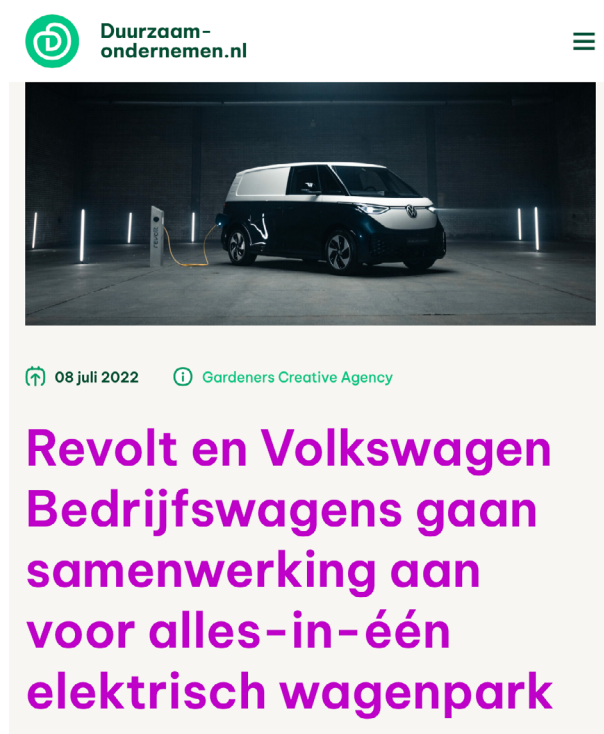 Duurzaam-
ondernemen.nl
revolt
08 juli 2022
Gardeners Creative Agency
Revolt en Volkswagen
Bedrijfswagens gaan
samenwerking aan
voor alles-in-één
elektrisch wagenpark